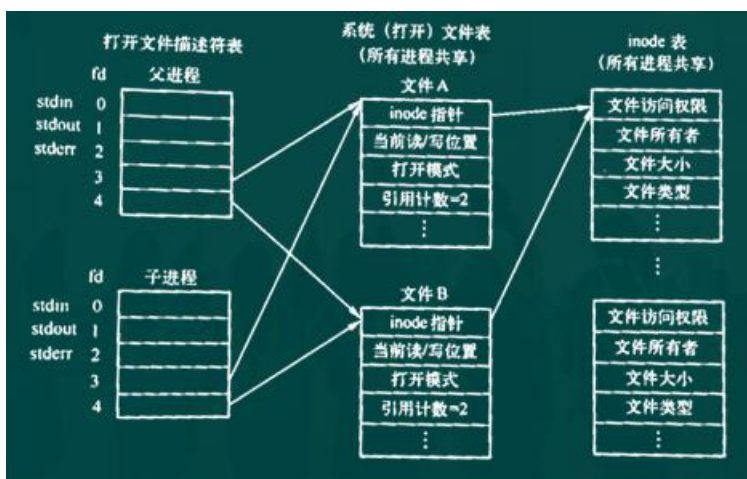 打开文件描述符表
fd 父进程
stdin 0
stdout 1
stderr 2
3
4
fd 子进程
stdin 0
stdout 1
stderr 2
3
4
系统（打开）文件表
(所有进程共享)
文件 A
inode 指针
当前读/写位置
打开模式
引用计数=2
⋮
文件 B
inode 指针
当前读/写位置
打开模式
引用计数=2
⋮
inode 表
(所有进程共享)
文件访问权限
文件所有者
文件大小
文件类型
⋮
⋮
文件访问权限
文件所有者
文件大小
文件类型
⋮